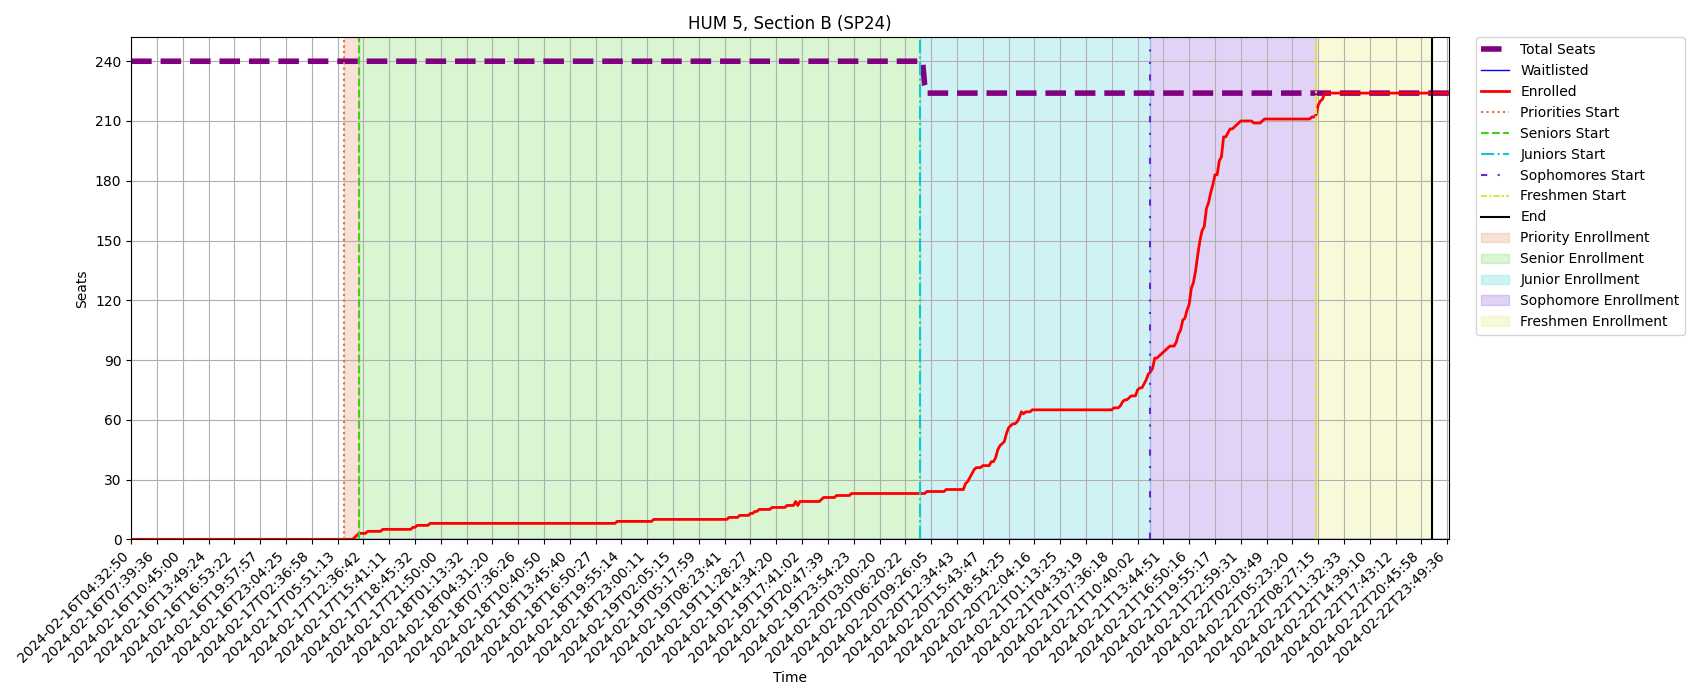 HUM 5, Section B (SP24)
Seats
240
210
180
150
120
90
60
30
0
2024-02-16T04:32:50
2024-02-16T07:39:36
2024-02-16T10:45:00
2024-02-16T13:49:24
2024-02-16T16:53:22
2024-02-16T19:57:57
2024-02-16T23:04:25
2024-02-17T02:36:58
2024-02-17T05:51:13
2024-02-17T12:36:42
2024-02-17T15:41:11
2024-02-17T18:45:32
2024-02-17T21:50:00
2024-02-18T01:13:32
2024-02-18T04:31:20
2024-02-18T07:36:26
2024-02-18T10:40:50
2024-02-18T13:45:40
2024-02-18T16:50:27
2024-02-18T19:55:14
2024-02-18T23:00:11
2024-02-19T02:05:15
2024-02-19T05:17:59
2024-02-19T08:23:41
2024-02-19T11:28:27
2024-02-19T14:34:20
2024-02-19T17:41:02
2024-02-19T20:47:39
2024-02-19T23:54:23
2024-02-20T03:00:20
2024-02-20T06:20:22
2024-02-20T09:26:05
2024-02-20T12:34:43
2024-02-20T15:43:47
2024-02-20T18:54:25
2024-02-20T22:04:16
2024-02-21T01:13:25
2024-02-21T04:33:19
2024-02-21T07:36:18
2024-02-21T10:40:02
2024-02-21T13:44:51
2024-02-21T16:50:16
2024-02-21T19:55:17
2024-02-21T22:59:31
2024-02-22T02:03:49
2024-02-22T05:23:20
2024-02-22T08:27:15
2024-02-22T11:32:33
2024-02-22T14:39:10
2024-02-22T17:43:12
2024-02-22T20:45:58
2024-02-22T23:49:36
Time
Total Seats
Waitlisted
Enrolled
Priorities Start
Seniors Start
Juniors Start
Sophomores Start
Freshmen Start
End
Priority Enrollment
Senior Enrollment
Junior Enrollment
Sophomore Enrollment
Freshmen Enrollment